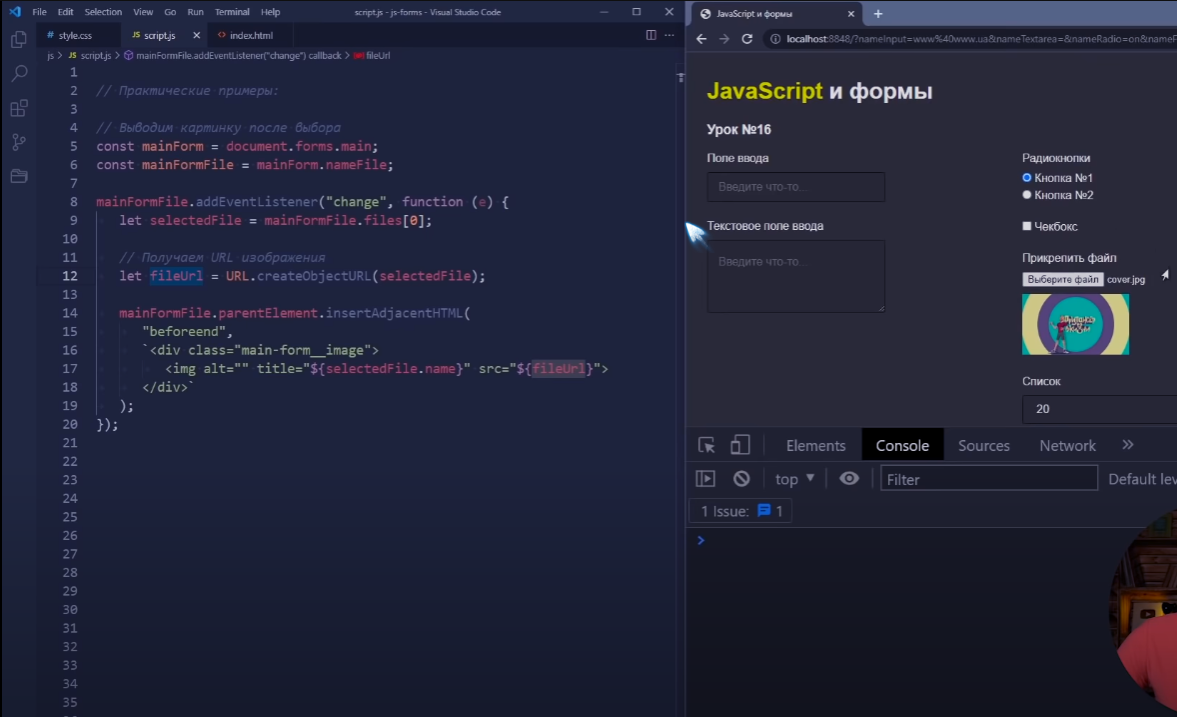 File Edit Selection View Go Run Terminal Help script.js - js-forms - Visual Studio Code
# style.css JS script.js <> index.html
js > JS script.js > mainFormFile.addEventListener("change") callback > fileUrl
1
2 // Практические примеры:
3
4 // Выводим картинку после выбора
5 const mainForm = document.forms.main;
6 const mainFormFile = mainForm.nameFile;
7
8 mainFormFile.addEventListener("change", function (e) {
9 let selectedFile = mainFormFile.files[0];
10
11 // Получаем URL изображения
12 let fileUrl = URL.createObjectURL(selectedFile);
13
14 mainFormFile.parentElement.insertAdjacentHTML(
15 "beforeend",
16 `<div class="main-form__image">
17 <img alt="" title="${selectedFile.name}" src="${fileUrl}">
18 </div>`
19 );
20 });
21
22
23
24
25
26
27
28
29
30
31
32
33
34
35
JavaScript и формы
localhost:8848/?nameInput=www%40www.ua&nameTextarea=&nameRadio=on&nameF
JavaScript и формы
Урок №16
Поле ввода
Введите что-то...
Текстовое поле ввода
Введите что-то...
Радиокнопки
Кнопка №1
Кнопка №2
Чекбокс
Прикрепить файл
Выберите файл cover.jpg
Список
20
Elements Console Sources Network »
top ▼ Filter Default lev
1 Issue: 1
>